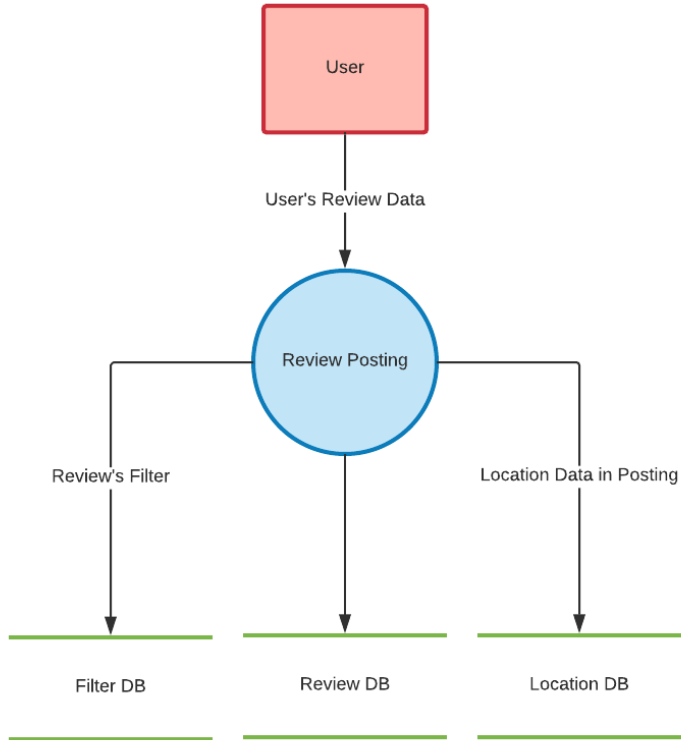 User
User's Review Data
Review Posting
Review's Filter
Location Data in Posting
Filter DB
Review DB
Location DB